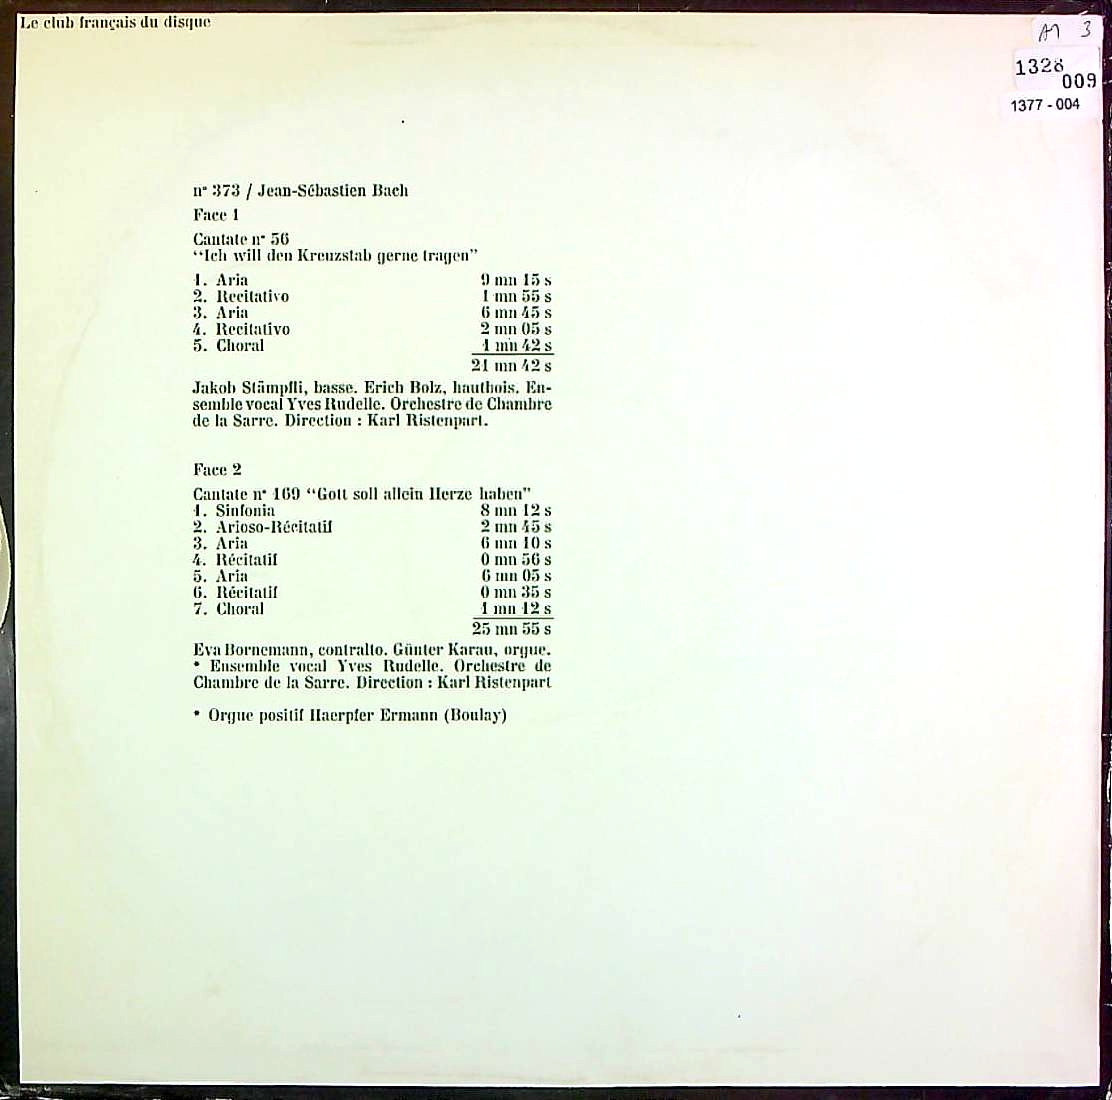 Le club français du disque
A1 3
1328
009
1377 - 004
n° 373 / Jean-Sébastien Bach
Face 1
Cantate n° 56
“Ich will den Kreuzstab gerne tragen”
1. Aria 9 mn 15 s
2. Recitativo 1 mn 55 s
3. Aria 6 mn 45 s
4. Recitativo 2 mn 05 s
5. Choral 1 mn 42 s
21 mn 42 s
Jakob Stämpfli, basse. Erich Bolz, hautbois. En-
semble vocal Yves Rudelle. Orchestre de Chambre
de la Sarre. Direction : Karl Ristenpart.
Face 2
Cantate n° 169 “Gott soll allein Herze haben”
1. Sinfonia 8 mn 12 s
2. Arioso-Récitatif 2 mn 45 s
3. Aria 6 mn 10 s
4. Récitatif 0 mn 56 s
5. Aria 6 mn 05 s
6. Récitatif 0 mn 35 s
7. Choral 1 mn 12 s
25 mn 55 s
Eva Bornemann, contralto. Günter Karau, orgue.
* Ensemble vocal Yves Rudelle. Orchestre de
Chambre de la Sarre. Direction : Karl Ristenpart
* Orgue positif Haerpfer Ermann (Boulay)